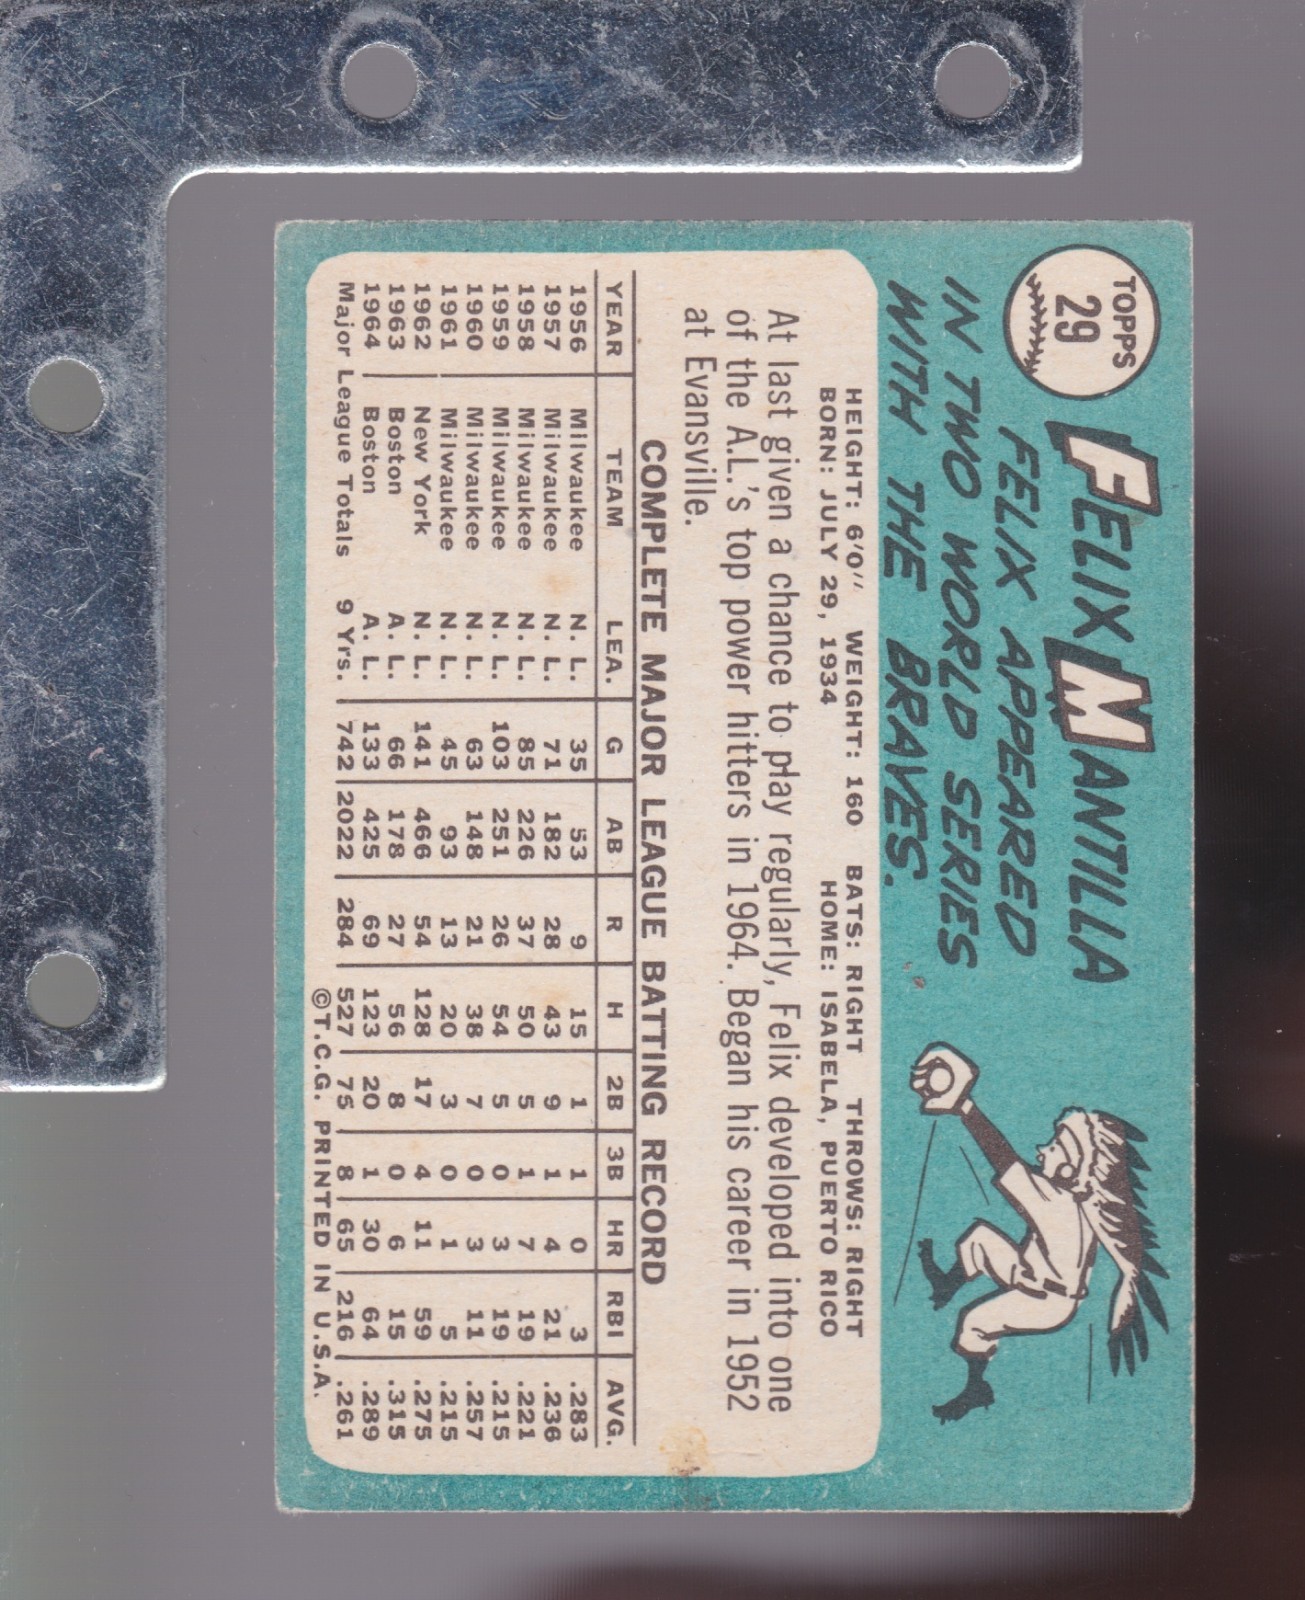 TOPPS
29
FELIX MANTILLA
FELIX APPEARED
IN TWO WORLD SERIES
WITH THE BRAVES.
HEIGHT: 6'0" WEIGHT: 160 BATS: RIGHT THROWS: RIGHT
BORN: JULY 29, 1934 HOME: ISABELA, PUERTO RICO
At last given a chance to play regularly, Felix developed into one
of the A.L.'s top power hitters in 1964. Began his career in 1952
at Evansville.
COMPLETE MAJOR LEAGUE BATTING RECORD
YEAR TEAM LEA. G AB R H 2B 3B HR RBI AVG.
1956 Milwaukee N. L. 35 53 9 15 1 1 0 3 .283
1957 Milwaukee N. L. 71 182 28 43 9 1 4 21 .236
1958 Milwaukee N. L. 85 226 37 50 5 1 7 19 .221
1959 Milwaukee N. L. 103 251 26 54 5 0 3 19 .215
1960 Milwaukee N. L. 63 148 21 38 7 0 3 11 .257
1961 Milwaukee N. L. 45 93 13 20 3 0 1 5 .215
1962 New York N. L. 141 466 54 128 17 4 11 59 .275
1963 Boston A. L. 66 178 27 56 8 0 6 15 .315
1964 Boston A. L. 133 425 69 123 20 1 30 64 .289
Major League Totals 9 Yrs. 742 2022 284 527 75 8 65 216 .261
©T.C.G. PRINTED IN U.S.A.